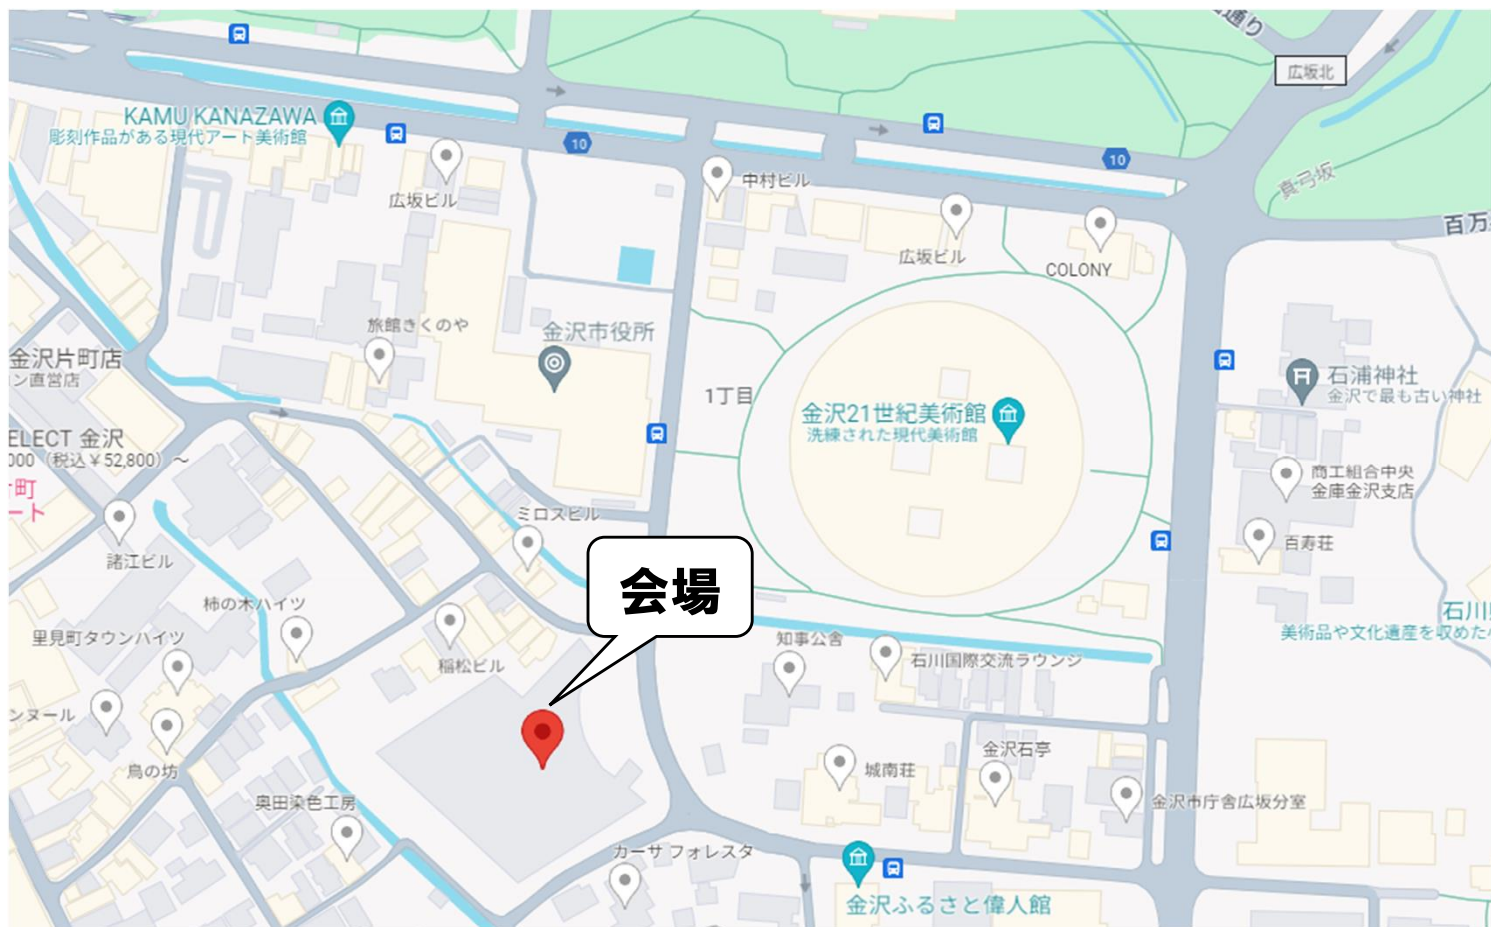 広坂北
KAMU KANAZAWA
彫刻作品がある現代アート美術館
10
10
真弓坂
百万
中村ビル
広坂ビル
広坂ビル
COLONY
旅館きくのや
金沢市役所
金沢片町店
ン直営店
1丁目
金沢21世紀美術館
洗練された現代美術館
石浦神社
金沢で最も古い神社
ELECT 金沢
000（税込￥52,800）～
町
ート
商工組合中央
金庫金沢支店
ミロスビル
諸江ビル
百寿荘
会場
柿の木ハイツ
里見町タウンハイツ
稲松ビル
知事公舎
石川国際交流ラウンジ
石川
美術品や文化遺産を収めた
ンヌール
鳥の坊
城南荘
金沢石亭
奥田染色工房
金沢市庁舎広坂分室
カーサ フォレスタ
金沢ふるさと偉人館